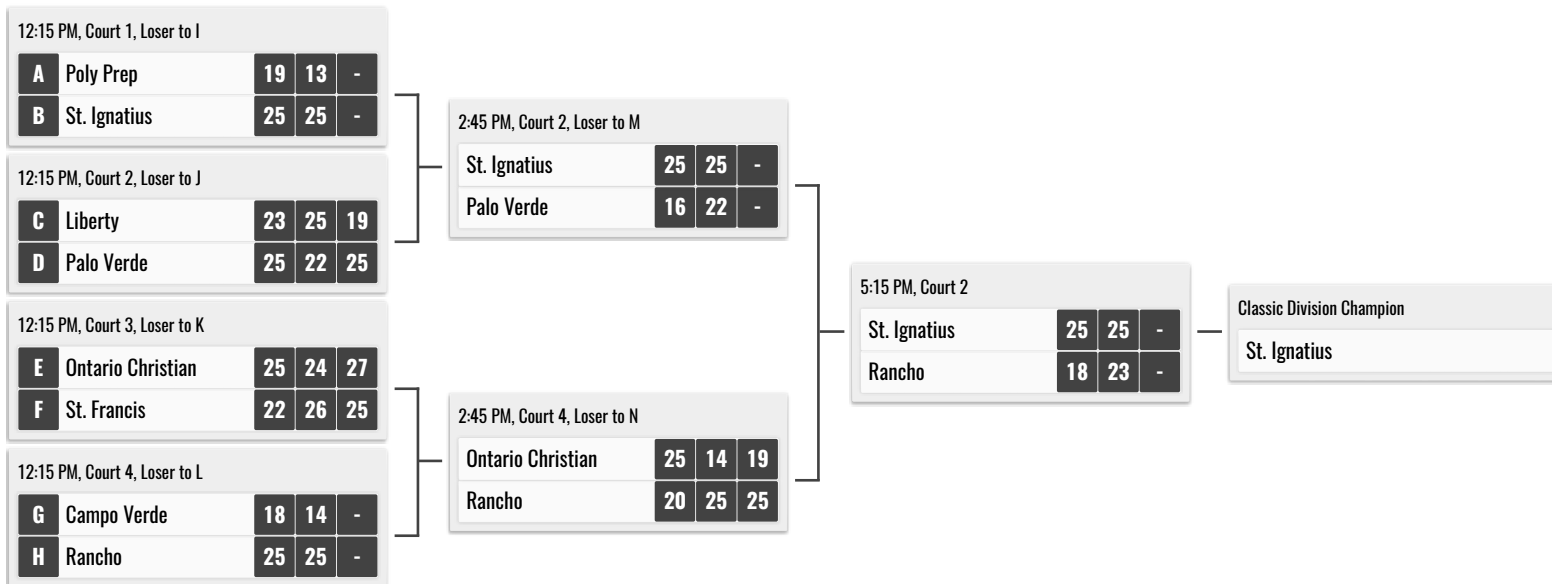 12:15 PM, Court 1, Loser to I
A Poly Prep 19 13 -
B St. Ignatius 25 25 -
12:15 PM, Court 2, Loser to J
C Liberty 23 25 19
D Palo Verde 25 22 25
12:15 PM, Court 3, Loser to K
E Ontario Christian 25 24 27
F St. Francis 22 26 25
12:15 PM, Court 4, Loser to L
G Campo Verde 18 14 -
H Rancho 25 25 -
2:45 PM, Court 2, Loser to M
St. Ignatius 25 25 -
Palo Verde 16 22 -
2:45 PM, Court 4, Loser to N
Ontario Christian 25 14 19
Rancho 20 25 25
5:15 PM, Court 2
St. Ignatius 25 25 -
Rancho 18 23 -
Classic Division Champion
St. Ignatius